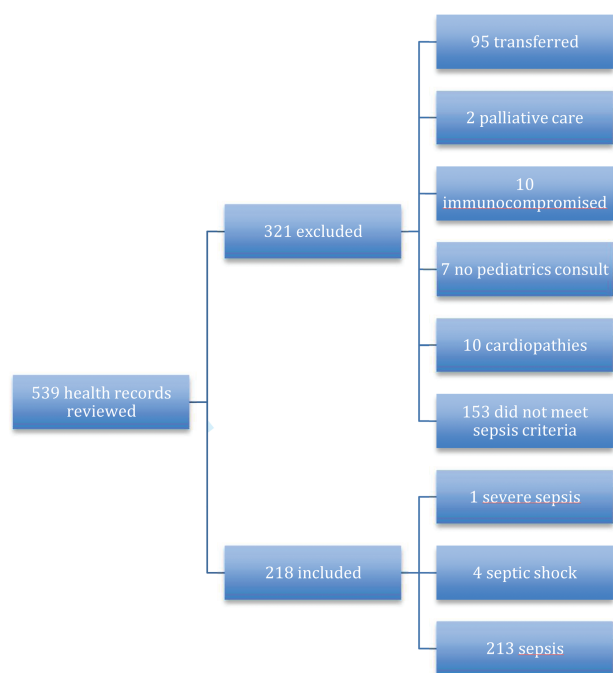 95 transferred
2 palliative care
10
immunocompromised
321 excluded
7 no pediatrics consult
10 cardiopathies
539 health records
reviewed
153 did not meet
sepsis criteria
1 severe sepsis
218 included
4 septic shock
213 sepsis